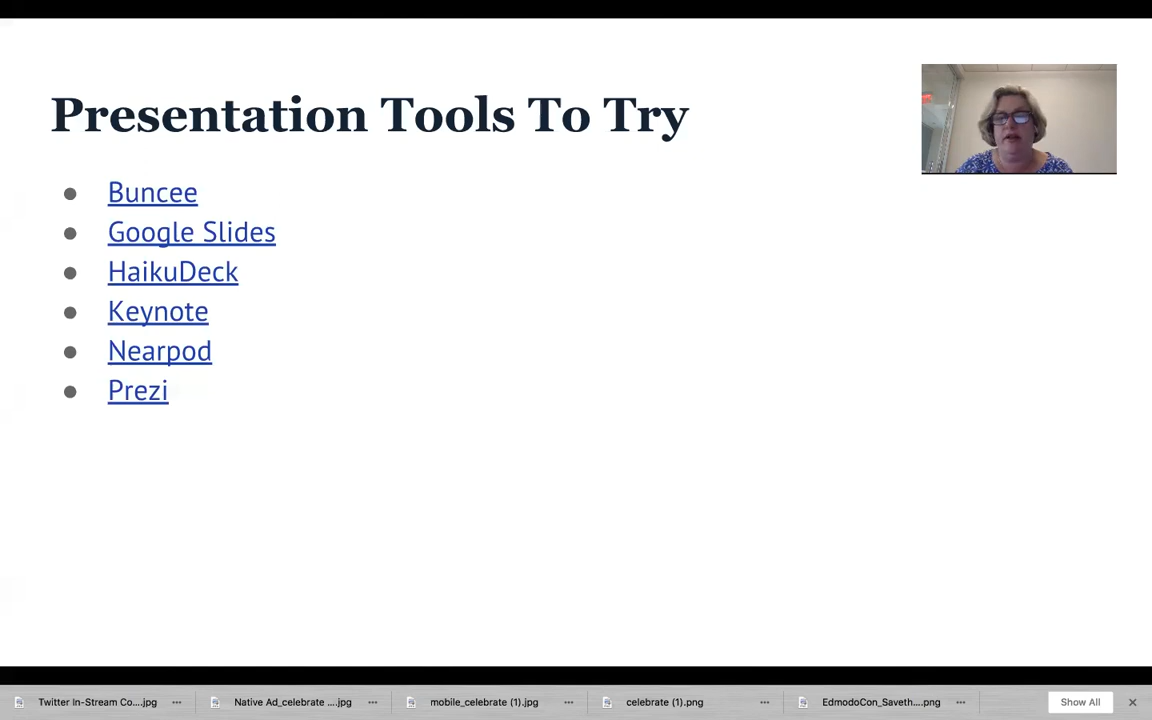 Presentation Tools To Try
Buncee
Google Slides
HaikuDeck
Keynote
Nearpod
Prezi
Twitter In-Stream Co....jpg
Native Ad_celebrate ....jpg
mobile_celebrate (1).jpg
celebrate (1).png
EdmodoCon_Saveth....png
Show All